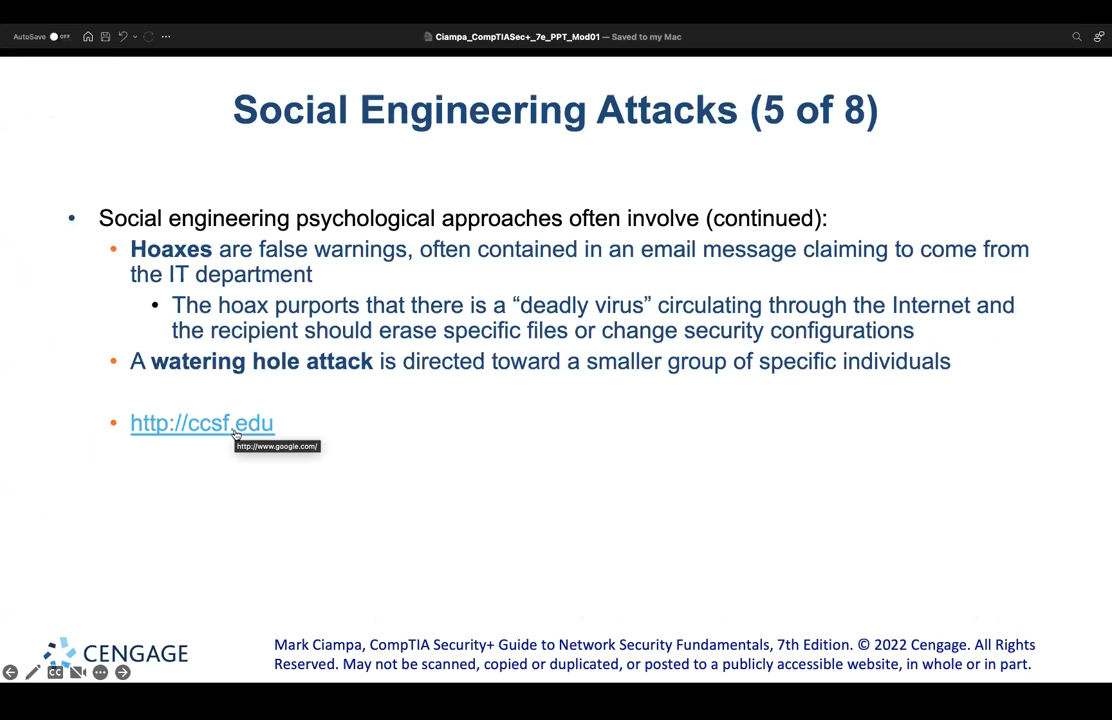 AutoSave OFF
Ciampa_CompTIASec+_7e_PPT_Mod01 — Saved to my Mac
Social Engineering Attacks (5 of 8)
• Social engineering psychological approaches often involve (continued):
• Hoaxes are false warnings, often contained in an email message claiming to come from
the IT department
• The hoax purports that there is a “deadly virus” circulating through the Internet and
the recipient should erase specific files or change security configurations
• A watering hole attack is directed toward a smaller group of specific individuals
• http://ccsf.edu
http://www.google.com/
CENGAGE
Mark Ciampa, CompTIA Security+ Guide to Network Security Fundamentals, 7th Edition. © 2022 Cengage. All Rights
Reserved. May not be scanned, copied or duplicated, or posted to a publicly accessible website, in whole or in part.
CC